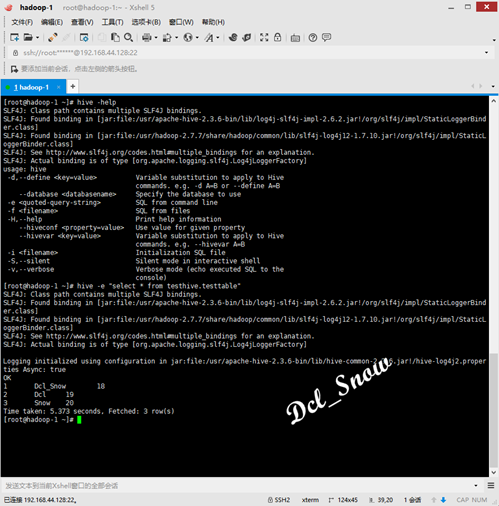 hadoop-1 root@hadoop-1:~ - Xshell 5
文件(F) 编辑(E) 查看(V) 工具(T) 选项卡(B) 窗口(W) 帮助(H)
ssh://root:******@192.168.44.128:22
要添加当前会话，点击左侧的箭头按钮。
1 hadoop-1
[root@hadoop-1 ~]# hive -help
SLF4J: Class path contains multiple SLF4J bindings.
SLF4J: Found binding in [jar:file:/usr/apache-hive-2.3.6-bin/lib/log4j-slf4j-impl-2.6.2.jar!/org/slf4j/impl/StaticLoggerBind
er.class]
SLF4J: Found binding in [jar:file:/usr/hadoop-2.7.7/share/hadoop/common/lib/slf4j-log4j12-1.7.10.jar!/org/slf4j/impl/StaticL
oggerBinder.class]
SLF4J: See http://www.slf4j.org/codes.html#multiple_bindings for an explanation.
SLF4J: Actual binding is of type [org.apache.logging.slf4j.Log4jLoggerFactory]
usage: hive
-d,--define <key=value> Variable substitution to apply to Hive
commands. e.g. -d A=B or --define A=B
--database <databasename> Specify the database to use
-e <quoted-query-string> SQL from command line
-f <filename> SQL from files
-H,--help Print help information
--hiveconf <property=value> Use value for given property
--hivevar <key=value> Variable substitution to apply to Hive
commands. e.g. --hivevar A=B
-i <filename> Initialization SQL file
-S,--silent Silent mode in interactive shell
-v,--verbose Verbose mode (echo executed SQL to the
console)
[root@hadoop-1 ~]# hive -e "select * from testhive.testtable"
SLF4J: Class path contains multiple SLF4J bindings.
SLF4J: Found binding in [jar:file:/usr/apache-hive-2.3.6-bin/lib/log4j-slf4j-impl-2.6.2.jar!/org/slf4j/impl/StaticLoggerBind
er.class]
SLF4J: Found binding in [jar:file:/usr/hadoop-2.7.7/share/hadoop/common/lib/slf4j-log4j12-1.7.10.jar!/org/slf4j/impl/StaticL
oggerBinder.class]
SLF4J: See http://www.slf4j.org/codes.html#multiple_bindings for an explanation.
SLF4J: Actual binding is of type [org.apache.logging.slf4j.Log4jLoggerFactory]
Logging initialized using configuration in jar:file:/usr/apache-hive-2.3.6-bin/lib/hive-common-2.3.6.jar!/hive-log4j2.proper
ties Async: true
OK
1 Dcl_Snow 18
2 Dcl 19
3 Snow 20
Time taken: 5.373 seconds, Fetched: 3 row(s)
[root@hadoop-1 ~]#
Dcl_Snow
发送文本到当前Xshell窗口的全部会话
已连接 192.168.44.128:22。 SSH2 xterm 124x45 39,20 1 会话 CAP NUM